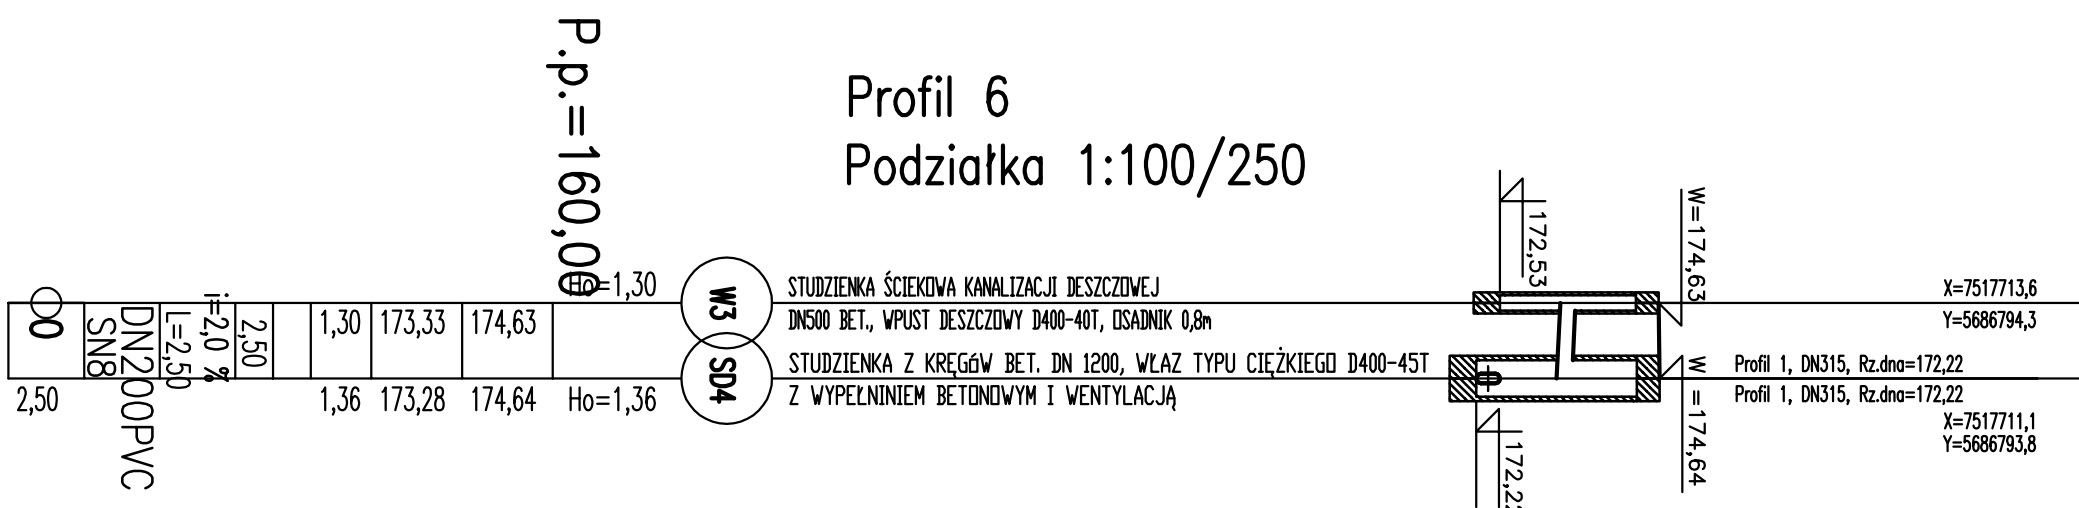 P.p.=160,00
Profil 6
Podziałka 1:100/250
172,53
W=174,63
Ho=1,30
W3
STUDZIENKA ŚCIEKOWA KANALIZACJI DESZCZOWEJ
DN500 BET., WPUST DESZCZOWY D400-40T, OSADNIK 0,8m
X=7517713,6
Y=5686794,3
0
SN8
DN200PVC
L=2,50
i=2,0 %
2,50
1,30 173,33 174,63
2,50
1,36 173,28 174,64
Ho=1,36
SD4
STUDZIENKA Z KRĘGÓW BET. DN 1200, WŁAZ TYPU CIĘŻKIEGO D400-45T
Z WYPEŁNINIEM BETONOWYM I WENTYLACJĄ
172,22
W =174,64
Profil 1, DN315, Rz.dna=172,22
Profil 1, DN315, Rz.dna=172,22
X=7517711,1
Y=5686793,8